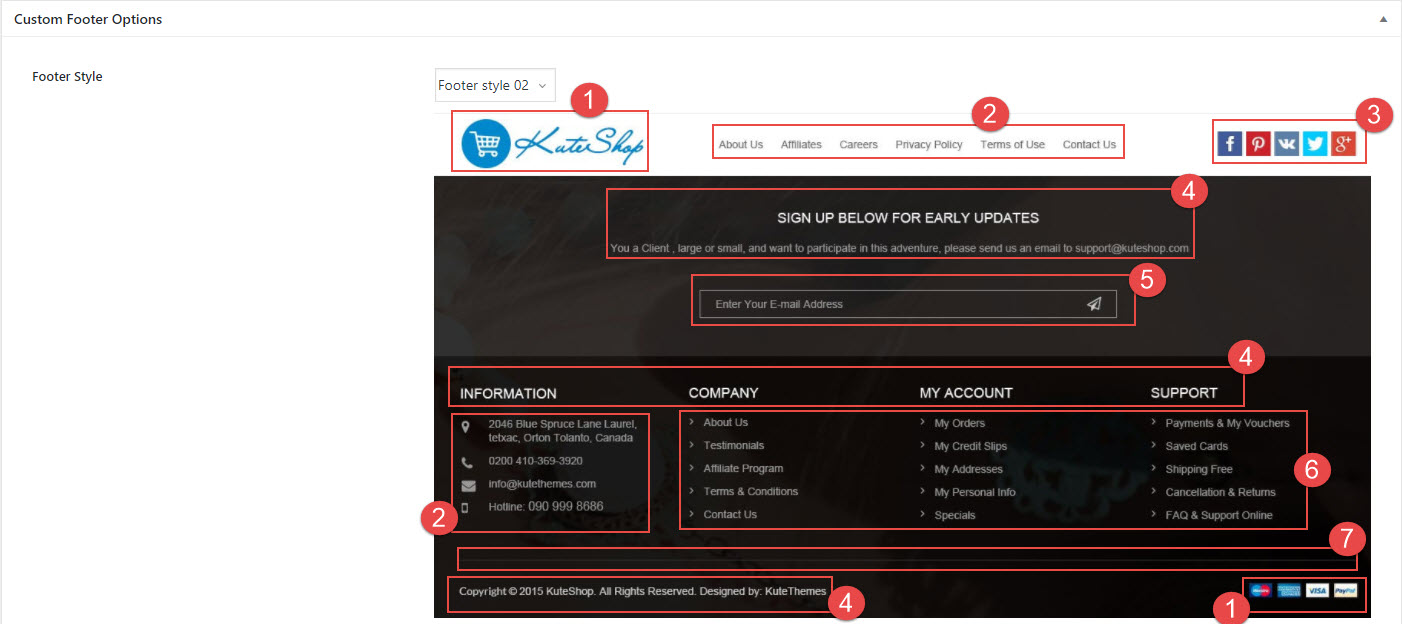 Custom Footer Options
Footer Style
Footer style 02
1
2
3
KuteShop
About Us Affiliates Careers Privacy Policy Terms of Use Contact Us
f P VK g+
4
SIGN UP BELOW FOR EARLY UPDATES
You a Client , large or small, and want to participate in this adventure, please send us an email to support@kuteshop.com
5
Enter Your E-mail Address
4
INFORMATION COMPANY MY ACCOUNT SUPPORT
2046 Blue Spruce Lane Laurel,
tetxac, Orton Tolanto, Canada
0200 410-369-3920
info@kutethemes.com
Hotline: 090 999 8686
2
About Us
Testimonials
Affiliate Program
Terms & Conditions
Contact Us
My Orders
My Credit Slips
My Addresses
My Personal Info
Specials
Payments & My Vouchers
Saved Cards
Shipping Free
Cancellation & Returns
FAQ & Support Online
6
7
Copyright © 2015 KuteShop. All Rights Reserved. Designed by: KuteThemes
4
1
VISA PayPal